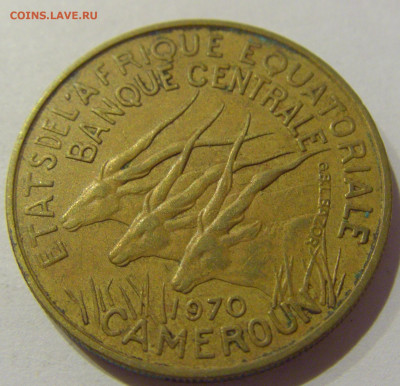 COINS.LAVE.RU
ETATS DE L'AFRIQUE EQUATORIALE
BANQUE CENTRALE
1970
CAMEROUN